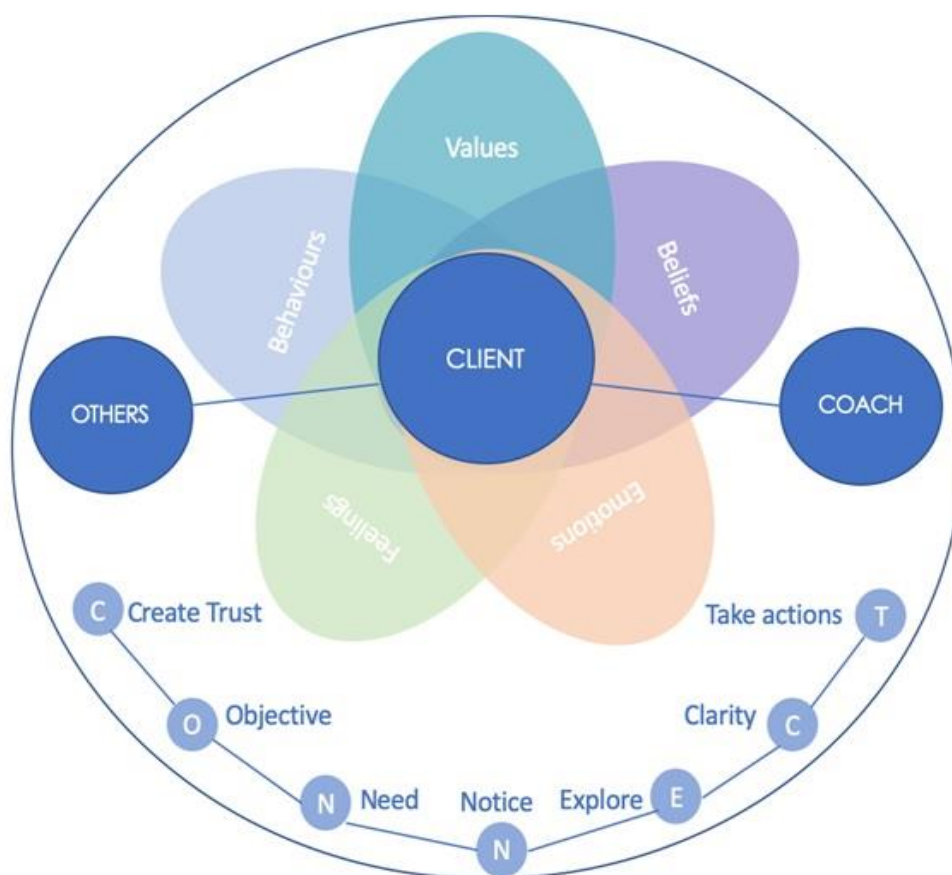 Values
Behaviours
Beliefs
CLIENT
OTHERS
COACH
Feelings
Emotions
C Create Trust
Take actions T
O Objective
Clarity C
N Need
Notice
N
Explore E